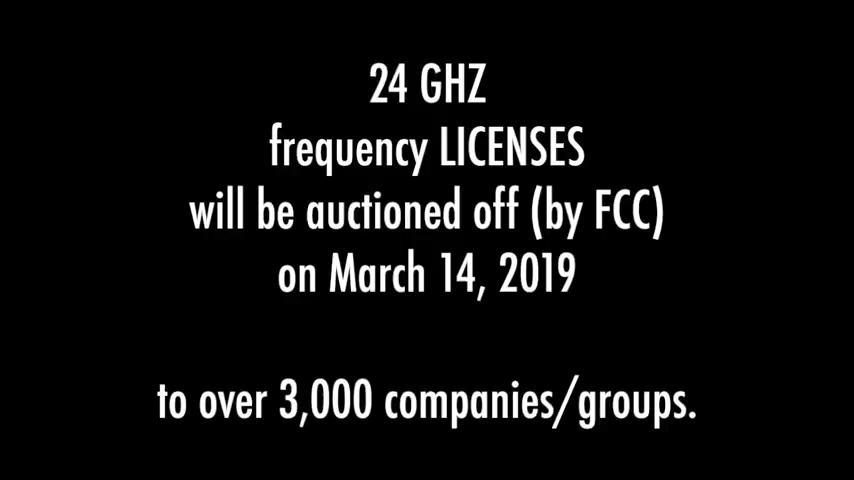 24 GHZ
frequency LICENSES
will be auctioned off (by FCC)
on March 14, 2019
to over 3,000 companies/groups.